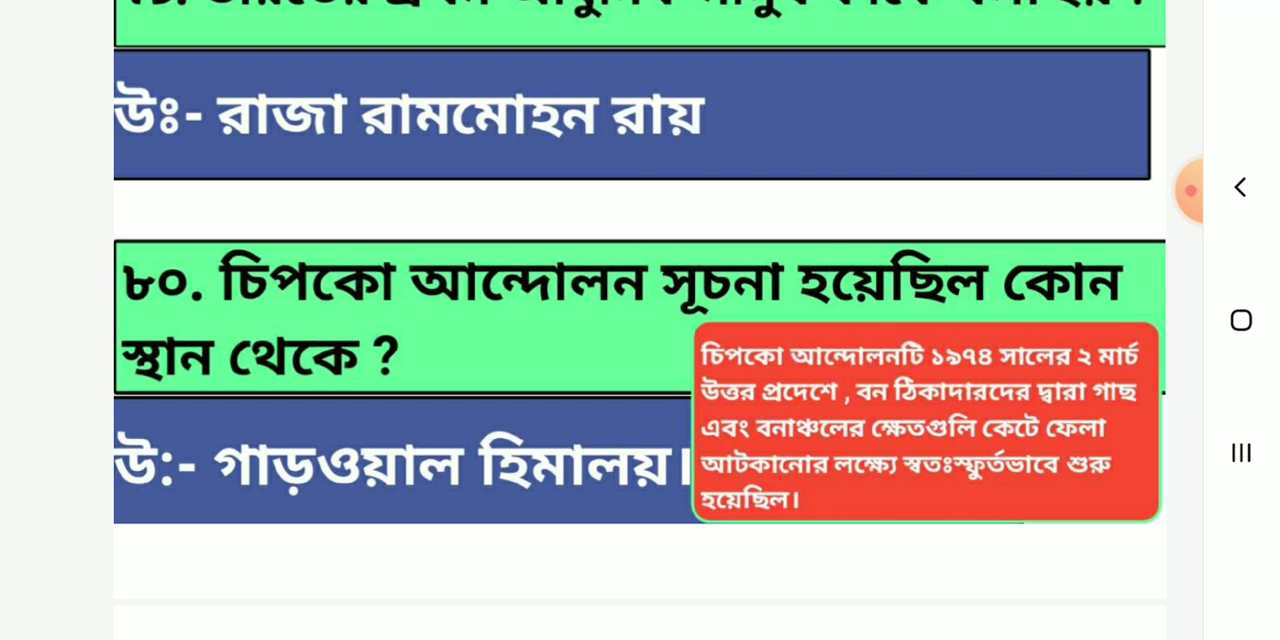 উঃ- রাজা রামমোহন রায়
৮০. চিপকো আন্দোলন সূচনা হয়েছিল কোন
স্থান থেকে ?
উ:- গাড়ওয়াল হিমালয়।
চিপকো আন্দোলনটি ১৯৭৪ সালের ২ মার্চ
উত্তর প্রদেশে , বন ঠিকাদারদের দ্বারা গাছ
এবং বনাঞ্চলের ক্ষেতগুলি কেটে ফেলা
আটকানোর লক্ষ্যে স্বতঃস্ফুর্তভাবে শুরু
হয়েছিল।